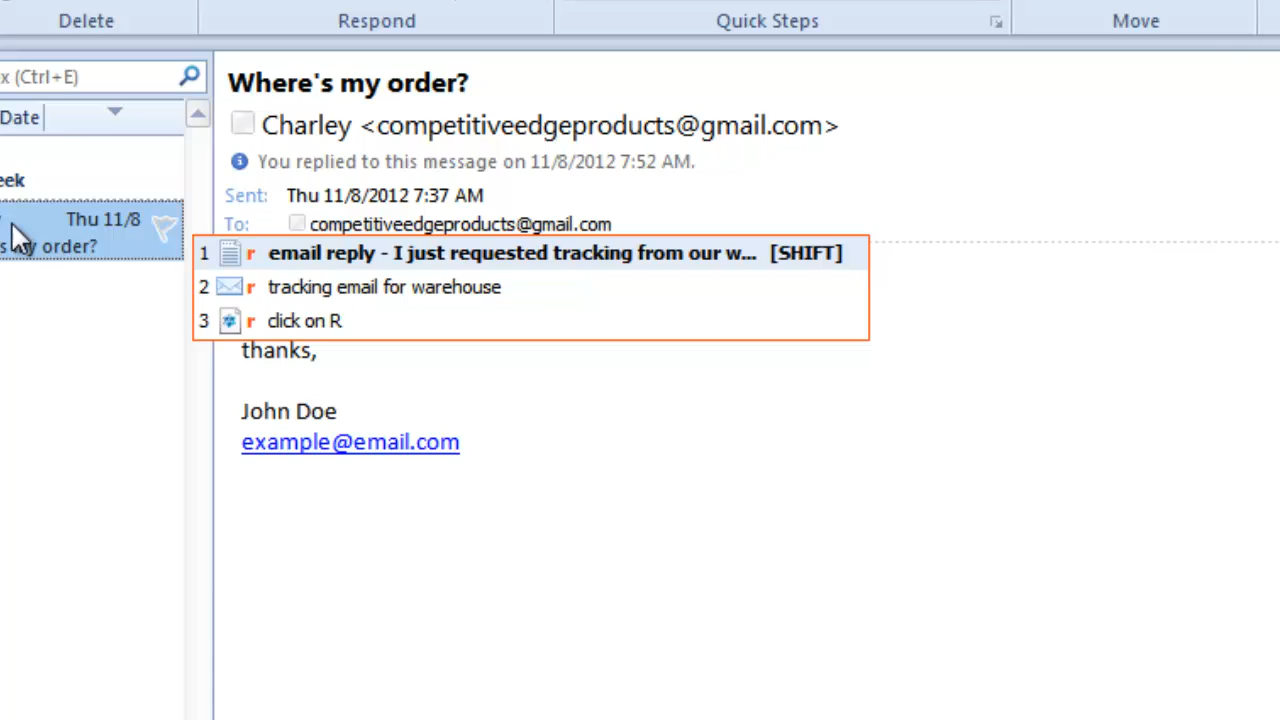 Delete Respond Quick Steps Move
x (Ctrl+E)
Date
eek
Thu 11/8
s my order?
Where's my order?
Charley <competitiveedgeproducts@gmail.com>
You replied to this message on 11/8/2012 7:52 AM.
Sent: Thu 11/8/2012 7:37 AM
To: competitiveedgeproducts@gmail.com
1 r email reply - I just requested tracking from our w... [SHIFT]
2 r tracking email for warehouse
3 r click on R
thanks,
John Doe
example@email.com